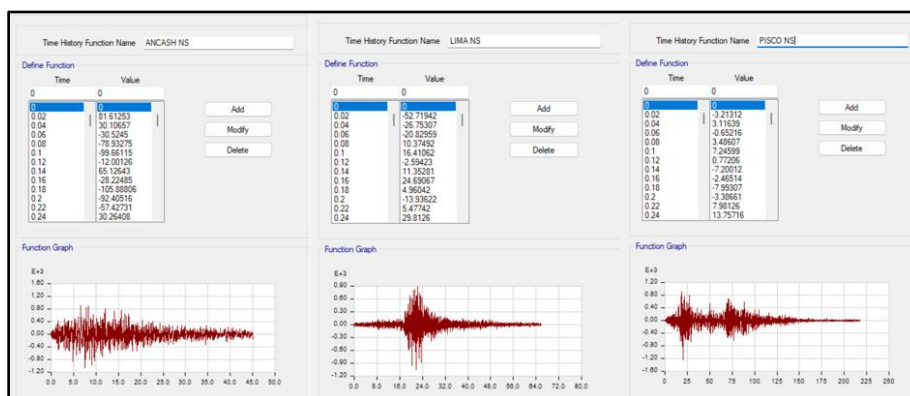 Time History Function Name ANCASH NS
Define Function
Time Value
0 0
0 0
0.02 81.61253
0.04 30.10657
0.06 -30.5245
0.08 -78.93275
0.1 -99.66115
0.12 -12.00126
0.14 65.12643
0.16 -28.22485
0.18 -105.88806
0.2 -92.40516
0.22 -57.42731
0.24 30.26408
Add
Modify
Delete
Function Graph
E+3
1.60
1.20
0.80
0.40
0.00
-0.40
-0.80
-1.20
0.0 5.0 10.0 15.0 20.0 25.0 30.0 35.0 40.0 45.0 50.0
Time History Function Name LIMA NS
Define Function
Time Value
0 0
0 0
0.02 -52.71942
0.04 -26.75307
0.06 -20.82959
0.08 10.37492
0.1 16.41062
0.12 -2.59423
0.14 11.35281
0.16 24.69067
0.18 4.96042
0.2 -13.93622
0.22 5.47742
0.24 29.8126
Add
Modify
Delete
Function Graph
E+3
0.90
0.60
0.30
0.00
-0.30
-0.60
-0.90
-1.20
0.0 8.0 16.0 24.0 32.0 40.0 48.0 56.0 64.0 72.0 80.0
Time History Function Name PISCO NS
Define Function
Time Value
0 0
0 0
0.02 -3.21312
0.04 3.11639
0.06 -0.65216
0.08 3.48607
0.1 7.24599
0.12 0.77206
0.14 -7.20012
0.16 -2.46514
0.18 -7.99307
0.2 -3.38661
0.22 7.98126
0.24 13.75716
Add
Modify
Delete
Function Graph
E+3
1.20
0.80
0.40
0.00
-0.40
-0.80
-1.20
-1.60
0 25 50 75 100 125 150 175 200 225 250